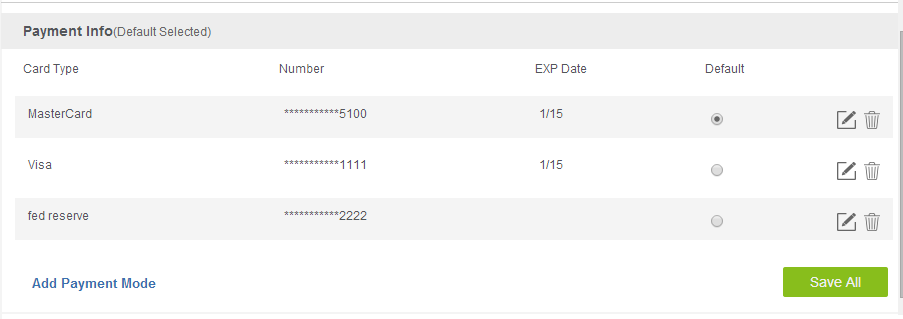 Payment Info(Default Selected)
Card Type Number EXP Date Default
MasterCard ***********5100 1/15
Visa ***********1111 1/15
fed reserve ***********2222
Add Payment Mode Save All